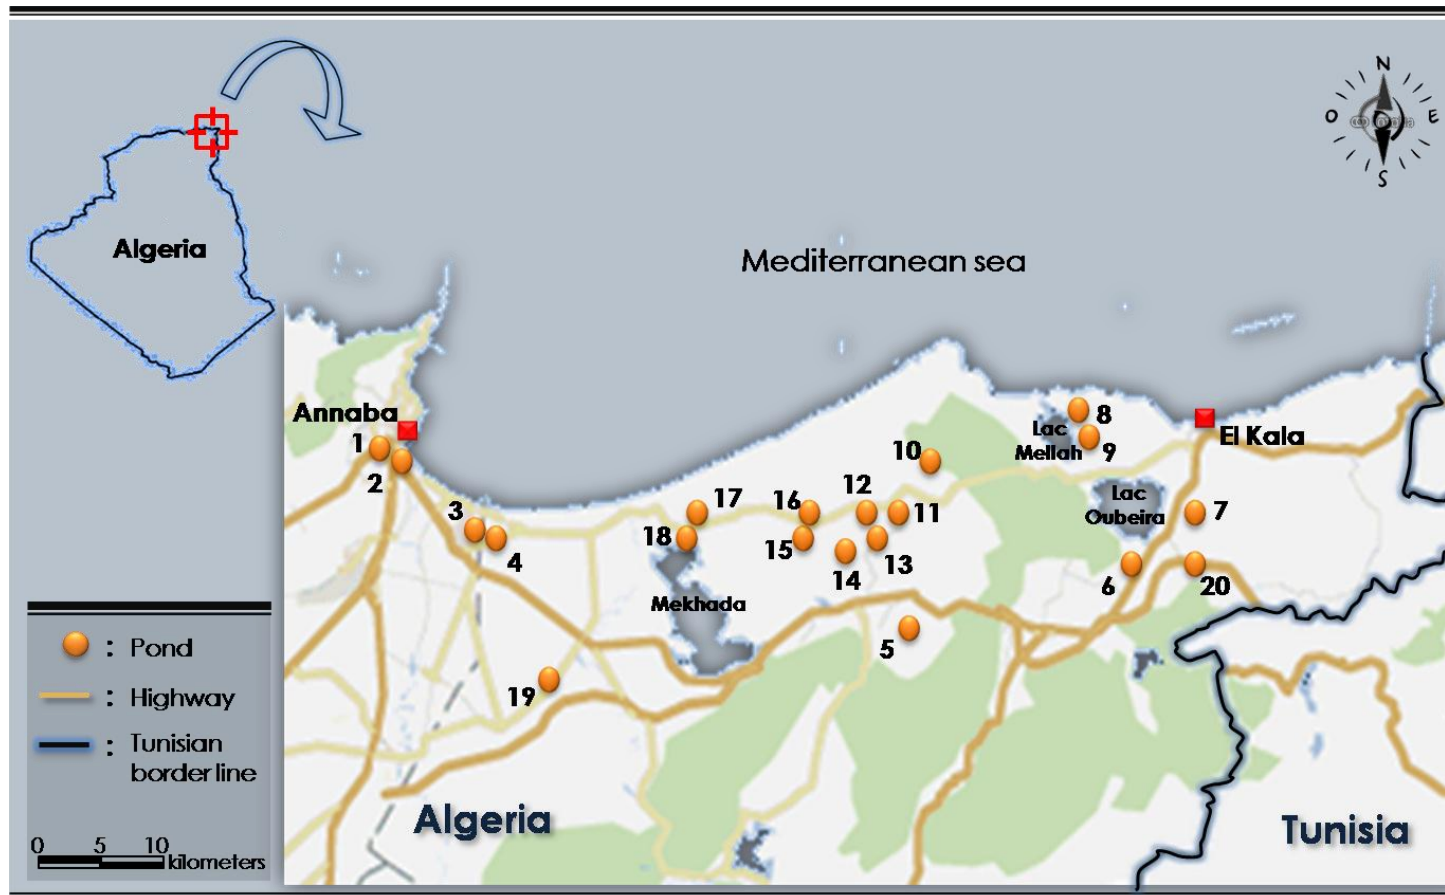 N
O
E
S
Algeria
Mediterranean sea
Annaba
1
2
3
4
8
Lac
Mellah
9
El Kala
10
17
16
12
11
Lac
Oubeira
7
18
15
14
13
6
20
Mekhada
5
19
: Pond
: Highway
: Tunisian
border line
0 5 10
kilometers
Algeria
Tunisia